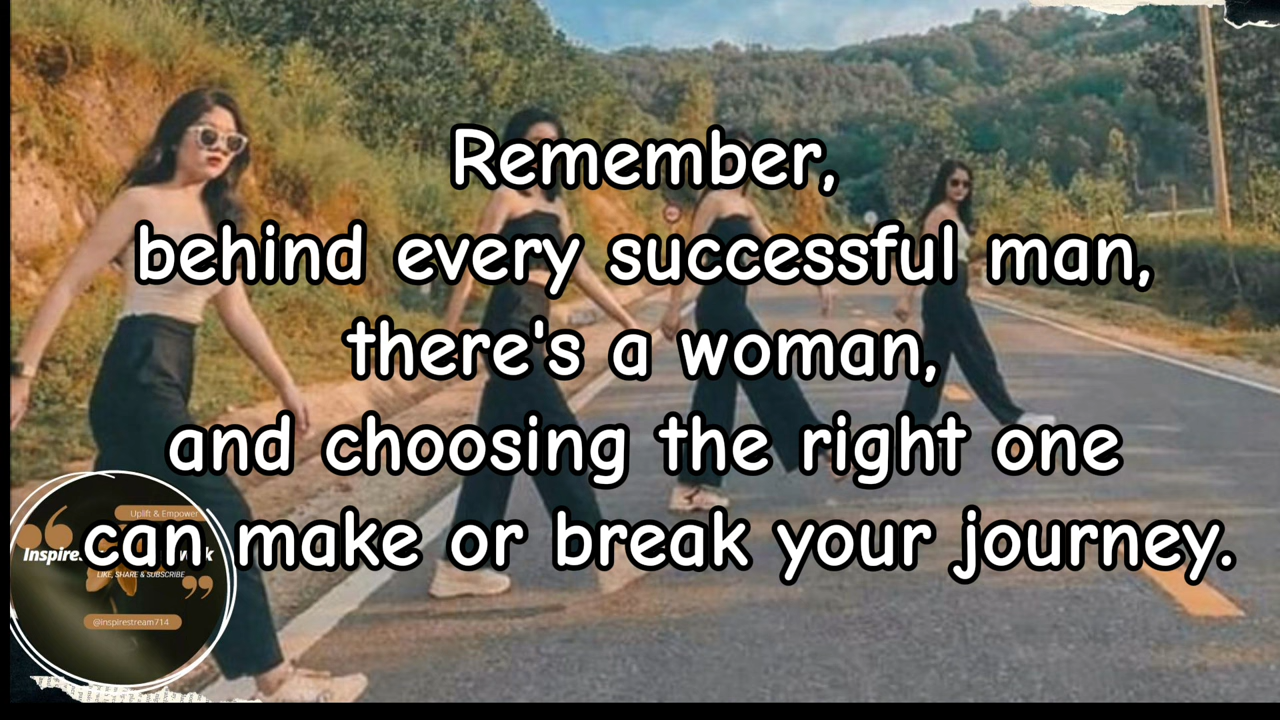 Remember,
behind every successful man,
there's a woman,
and choosing the right one
can make or break your journey.
Uplift & Empower
LIKE, SHARE & SUBSCRIBE
@inspirestream714